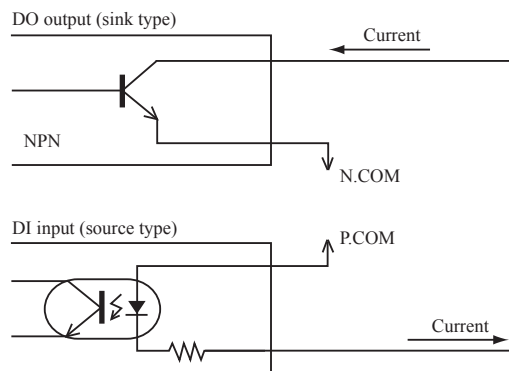 DO output (sink type)
Current
NPN
N.COM
DI input (source type)
P.COM
Current